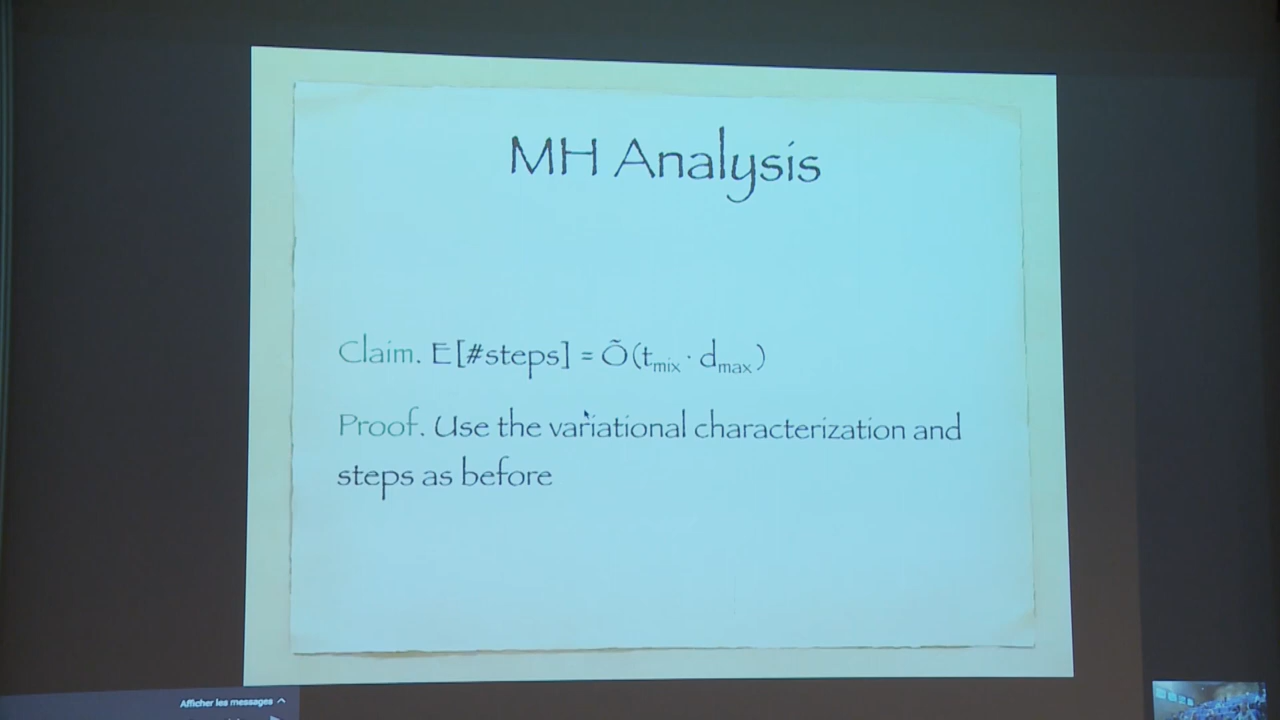 MH Analysis
Claim. E[#steps] = Õ(t_mix · d_max)
Proof. Use the variational characterization and
steps as before
Afficher les messages